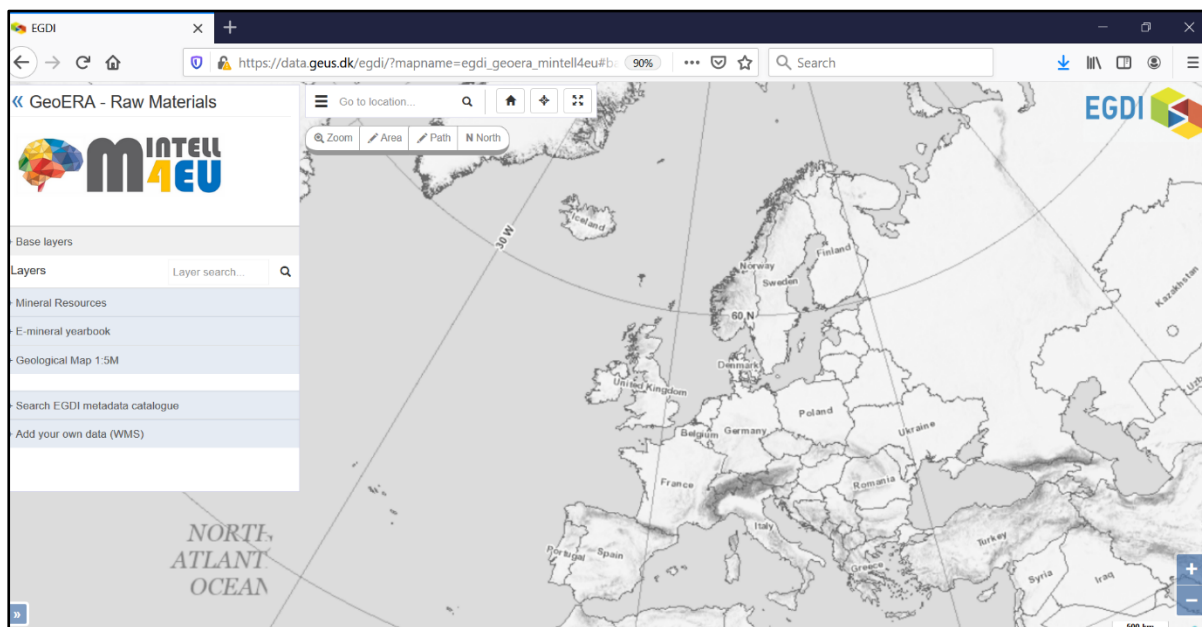 EGDI
https://data.geus.dk/egdi/?mapname=egdi_geoera_mintell4eu#b
90%
Search
GeoERA - Raw Materials
MINTELL
4EU
Base layers
Layers
Layer search...
Mineral Resources
E-mineral yearbook
Geological Map 1:5M
Search EGDI metadata catalogue
Add your own data (WMS)
Go to location...
Zoom
Area
Path
N North
EGDI
Iceland
30 W
Norway
Sweden
Finland
60 N
Kazakhstan
Denmark
United Kingdom
Poland
Belgium
Germany
Ukraine
France
Romania
Italy
Portugal
Spain
Greece
Turkey
Syria
Iraq
NORTH
ATLANT
OCEAN